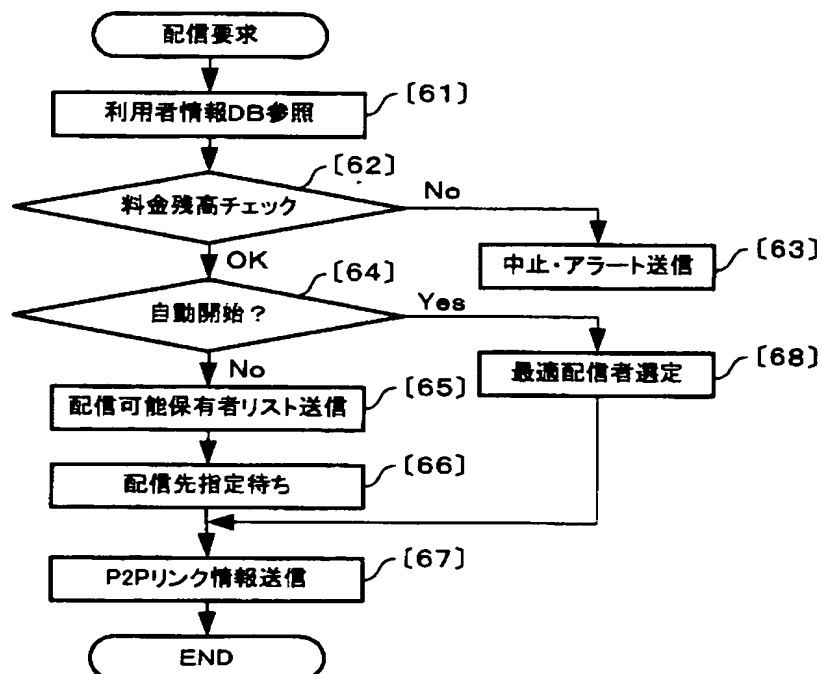 配信要求
利用者情報DB参照
[61]
料金残高チェック
[62]
No
OK
中止・アラート送信
[63]
自動開始？
[64]
Yes
No
最適配信者選定
[68]
配信可能保有者リスト送信
[65]
配信先指定待ち
[66]
P2Pリンク情報送信
[67]
END